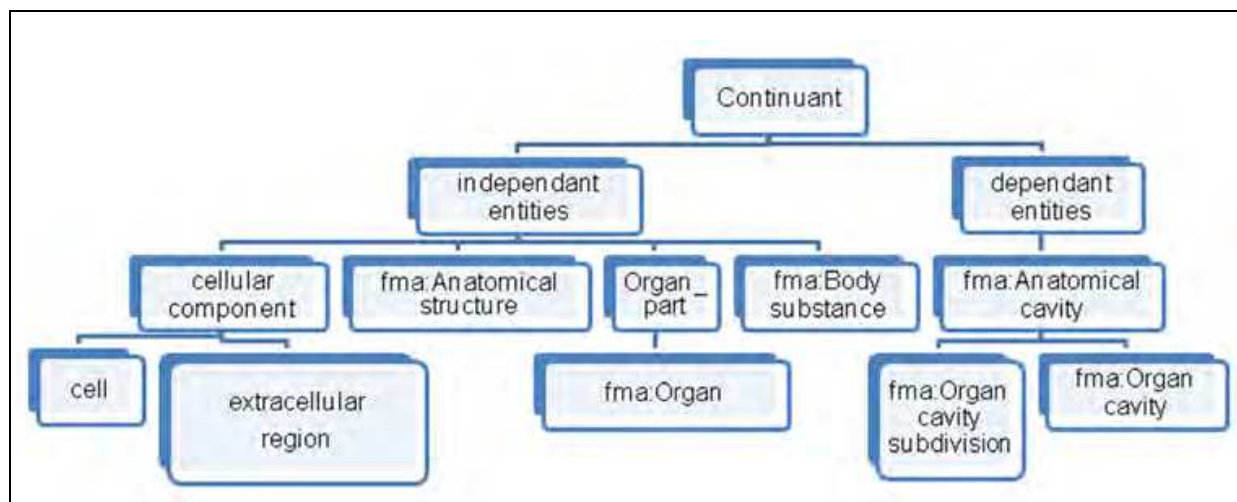 Continuant
independant
entities
dependant
entities
cellular
component
fma:Anatomical
structure
Organ _
part
fma:Body
substance
fma:Anatomical
cavity
cell
extracellular
region
fma:Organ
fma:Organ
cavity
subdivision
fma:Organ
cavity